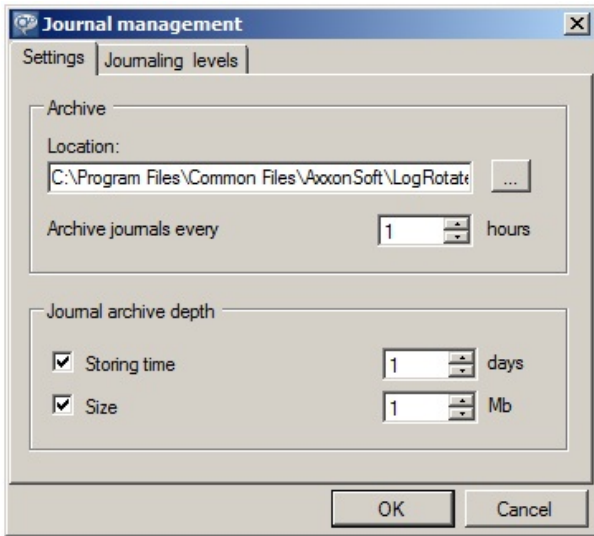 Journal management
Settings Journaling levels
Archive
Location:
C:\Program Files\Common Files\AxxonSoft\LogRotate ...
Archive journals every 1 hours
Journal archive depth
Storing time 1 days
Size 1 Mb
OK Cancel